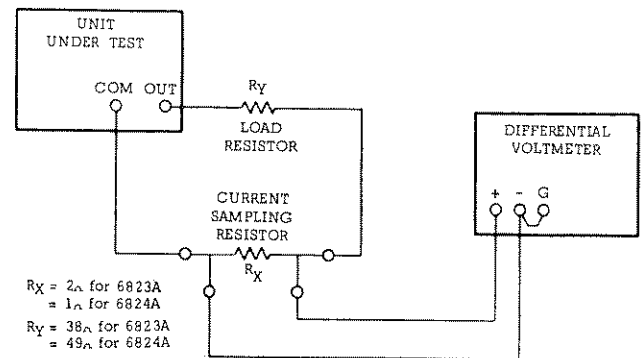 UNIT
UNDER TEST
COM OUT
RY
LOAD
RESISTOR
DIFFERENTIAL
VOLTMETER
+ - G
CURRENT
SAMPLING
RESISTOR
RX
RX = 2Ω for 6823A
= 1Ω for 6824A
RY = 38Ω for 6823A
= 49Ω for 6824A